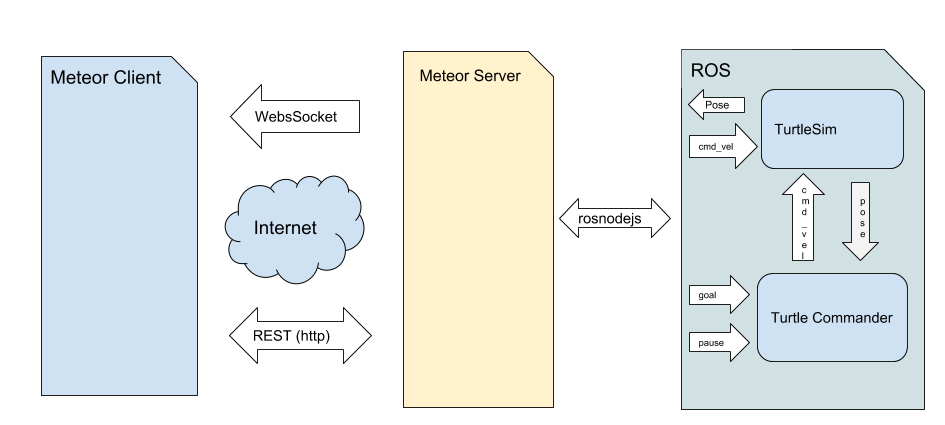 Meteor Client
WebsSocket
Internet
REST (http)
Meteor Server
rosnodejs
ROS
Pose
TurtleSim
cmd_vel
cmd_vel
pose
goal
Turtle Commander
pause